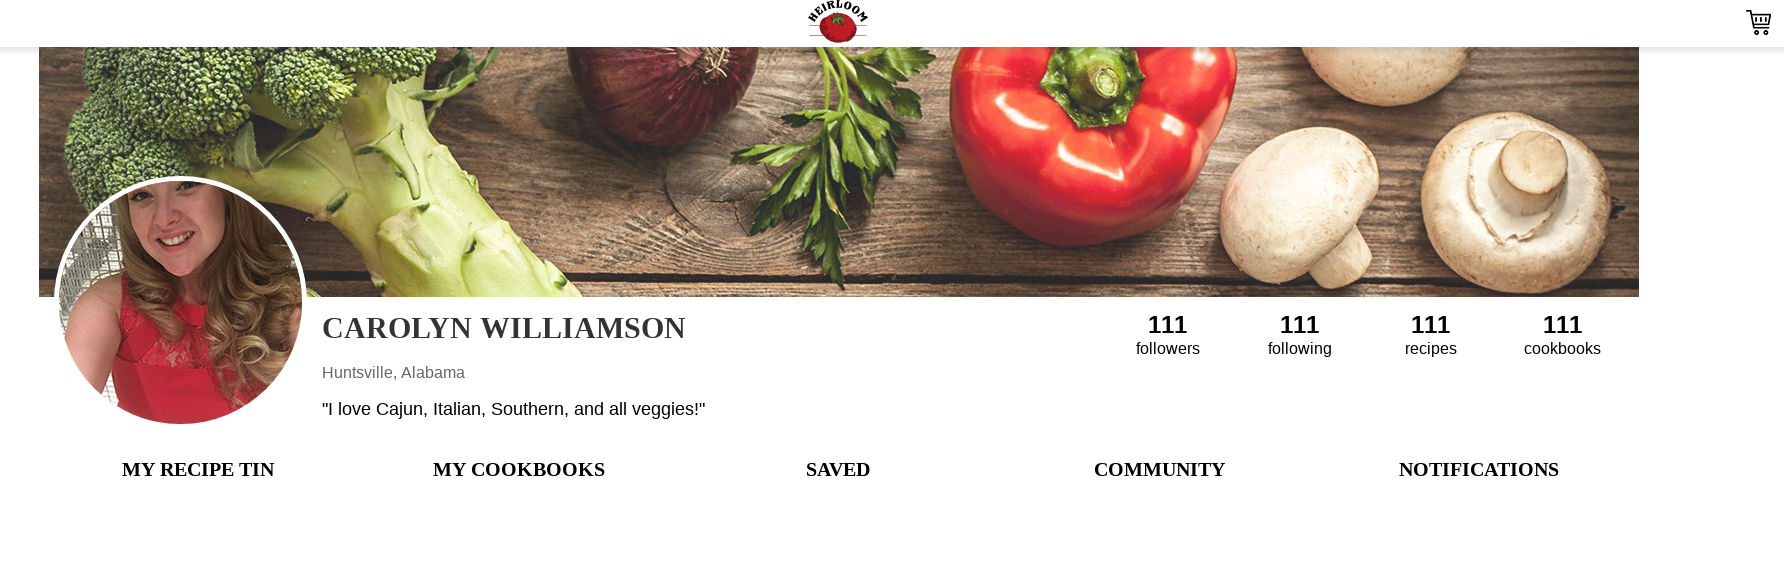 HEIRLOOM
CAROLYN WILLIAMSON
Huntsville, Alabama
"I love Cajun, Italian, Southern, and all veggies!"
111 111 111 111
followers following recipes cookbooks
MY RECIPE TIN MY COOKBOOKS SAVED COMMUNITY NOTIFICATIONS